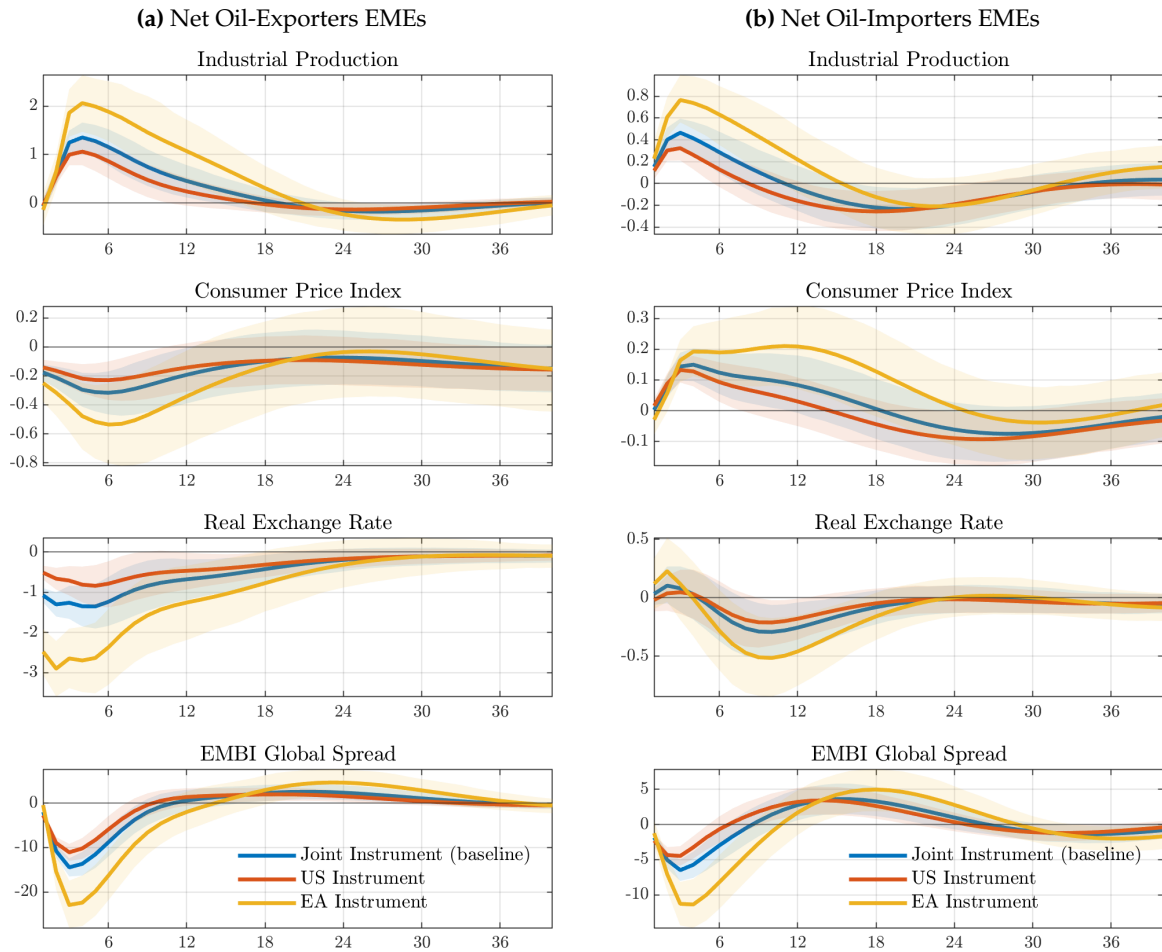 (a) Net Oil-Exporters EMEs
Industrial Production
2
1
0
6 12 18 24 30 36
Consumer Price Index
0.2
0
-0.2
-0.4
-0.6
-0.8
6 12 18 24 30 36
Real Exchange Rate
0
-1
-2
-3
6 12 18 24 30 36
EMBI Global Spread
0
-10
-20
Joint Instrument (baseline)
US Instrument
EA Instrument
6 12 18 24 30 36
(b) Net Oil-Importers EMEs
Industrial Production
0.8
0.6
0.4
0.2
0
-0.2
-0.4
6 12 18 24 30 36
Consumer Price Index
0.3
0.2
0.1
0
-0.1
6 12 18 24 30 36
Real Exchange Rate
0.5
0
-0.5
6 12 18 24 30 36
EMBI Global Spread
5
0
-5
-10
Joint Instrument (baseline)
US Instrument
EA Instrument
6 12 18 24 30 36